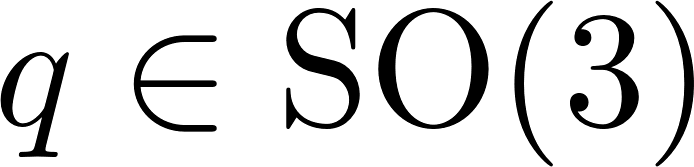 q ∈ SO(3)